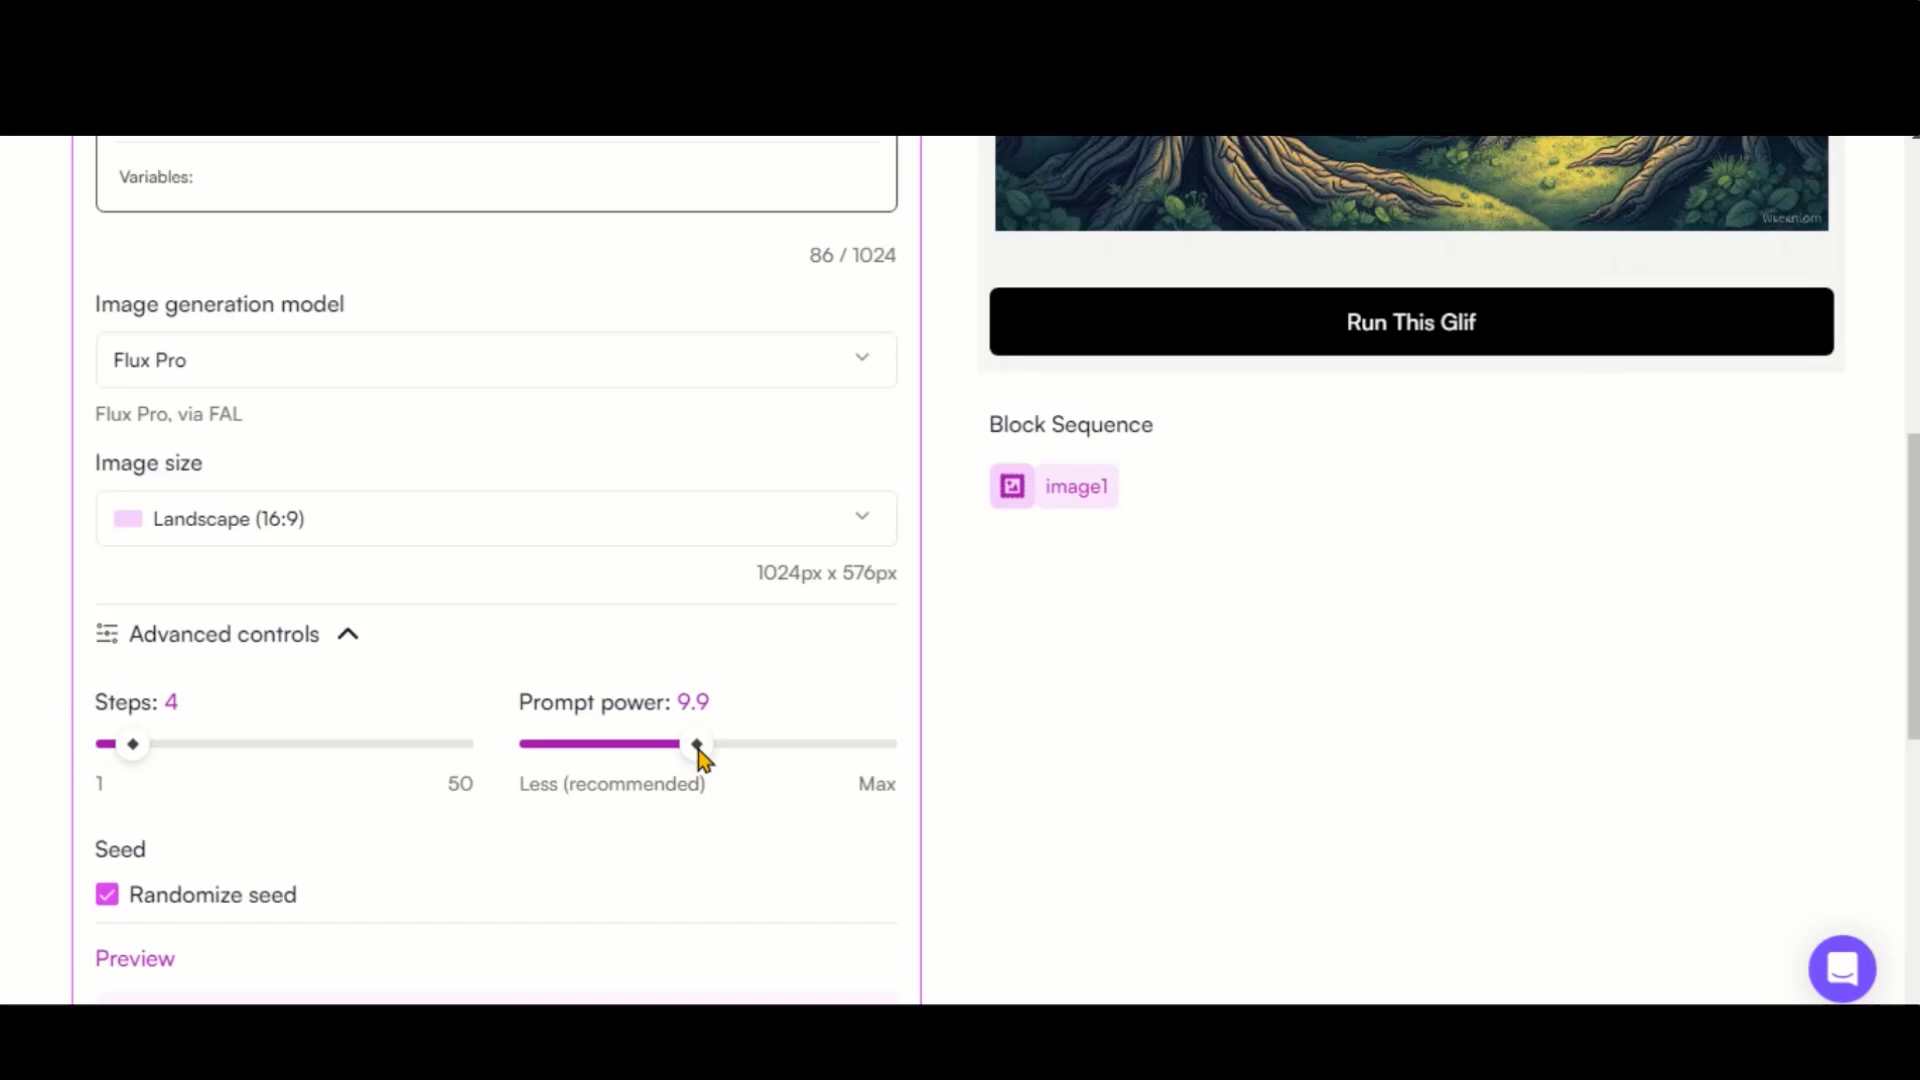 Variables:
86 / 1024
Image generation model
Flux Pro
Flux Pro, via FAL
Image size
Landscape (16:9)
1024px x 576px
Advanced controls
Steps: 4
Prompt power: 9.9
1
50
Less (recommended)
Max
Seed
Randomize seed
Preview
Run This Glif
Block Sequence
image1